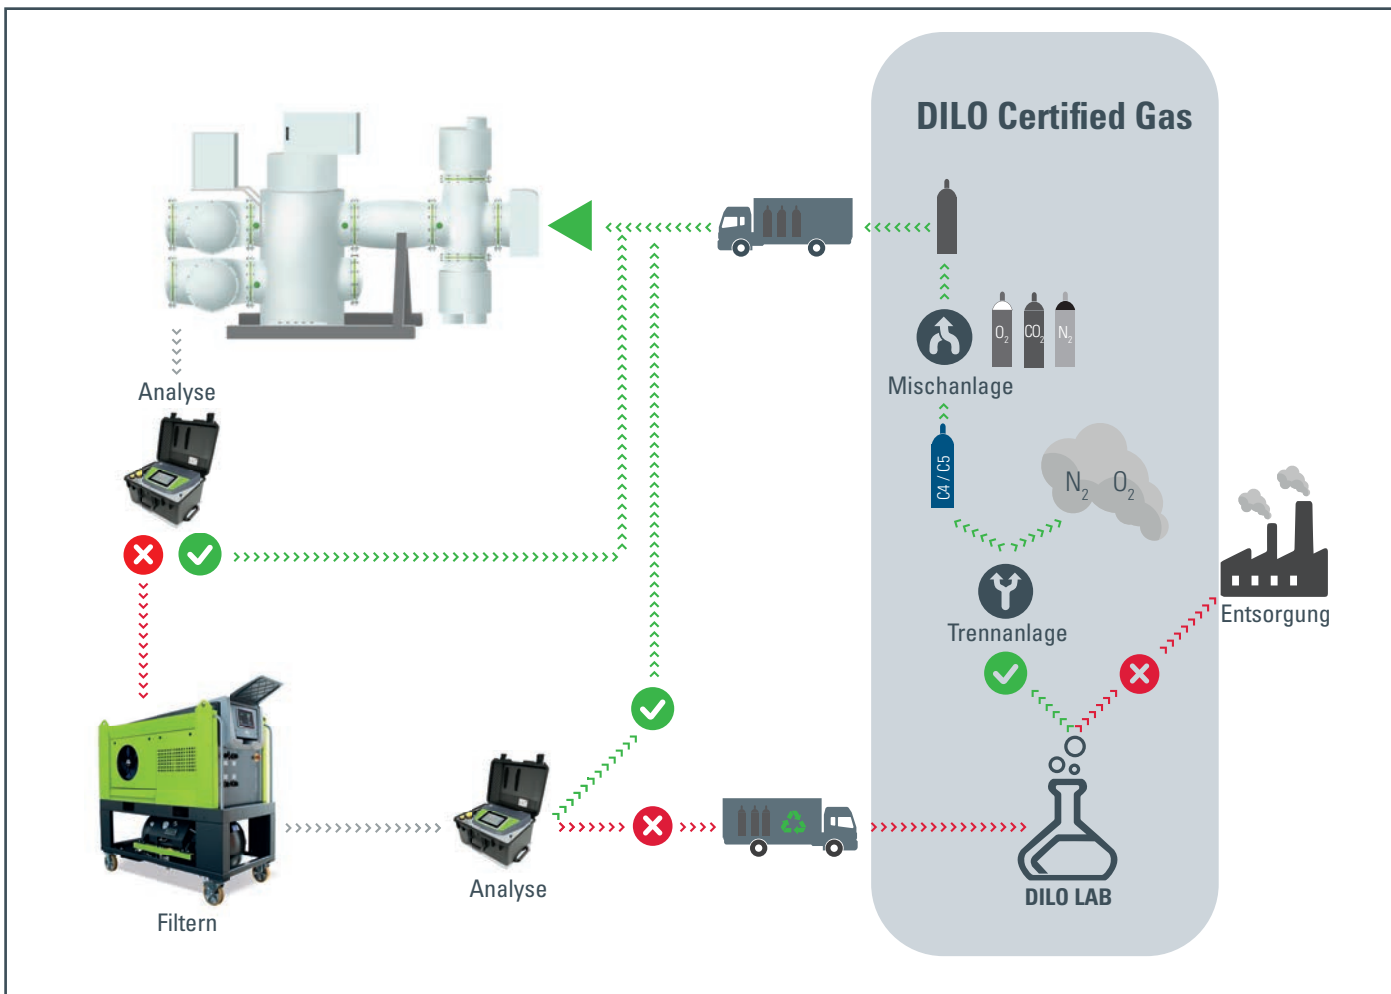 DILO Certified Gas
O2
CO2
N2
Mischanlage
Analyse
C4 / C5
N2 O2
Entsorgung
Trennanlage
Analyse
DILO LAB
Filtern